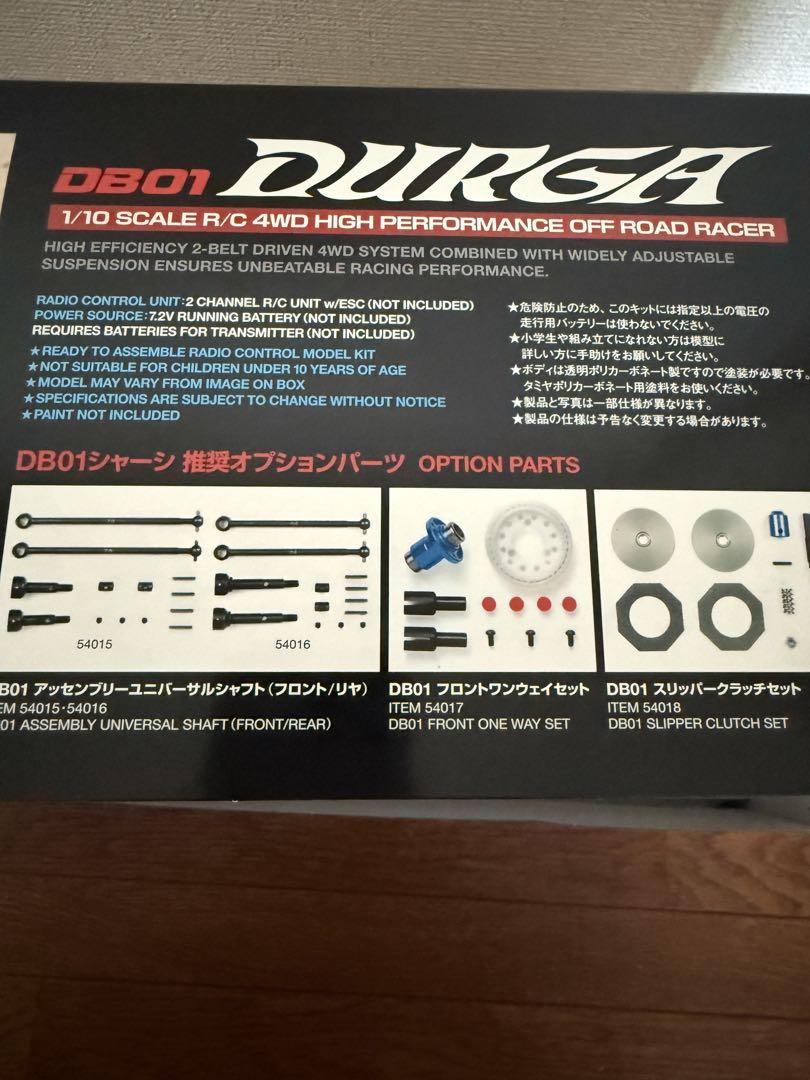 DB01 DURGA
1/10 SCALE R/C 4WD HIGH PERFORMANCE OFF ROAD RACER
HIGH EFFICIENCY 2-BELT DRIVEN 4WD SYSTEM COMBINED WITH WIDELY ADJUSTABLE
SUSPENSION ENSURES UNBEATABLE RACING PERFORMANCE.
RADIO CONTROL UNIT:2 CHANNEL R/C UNIT w/ESC (NOT INCLUDED)
POWER SOURCE:7.2V RUNNING BATTERY (NOT INCLUDED)
REQUIRES BATTERIES FOR TRANSMITTER (NOT INCLUDED)
★READY TO ASSEMBLE RADIO CONTROL MODEL KIT
★NOT SUITABLE FOR CHILDREN UNDER 10 YEARS OF AGE
★MODEL MAY VARY FROM IMAGE ON BOX
★SPECIFICATIONS ARE SUBJECT TO CHANGE WITHOUT NOTICE
★PAINT NOT INCLUDED
★危険防止のため、このキットには指定以上の電圧の
走行用バッテリーは使わないでください。
★小学生や組み立てになれない方は模型に
詳しい方に手助けをお願いしてください。
★ボディは透明ポリカーボネート製ですので塗装が必要です。
タミヤポリカーボネート用塗料をお使いください。
★製品と写真は一部仕様が異なります。
★製品の仕様は予告なく変更する場合があります。
DB01シャーシ 推奨オプションパーツ OPTION PARTS
54015
54016
B01 アッセンブリーユニバーサルシャフト(フロント/リヤ)
EM 54015・54016
01 ASSEMBLY UNIVERSAL SHAFT (FRONT/REAR)
DB01 フロントワンウェイセット
ITEM 54017
DB01 FRONT ONE WAY SET
DB01 スリッパークラッチセット
ITEM 54018
DB01 SLIPPER CLUTCH SET